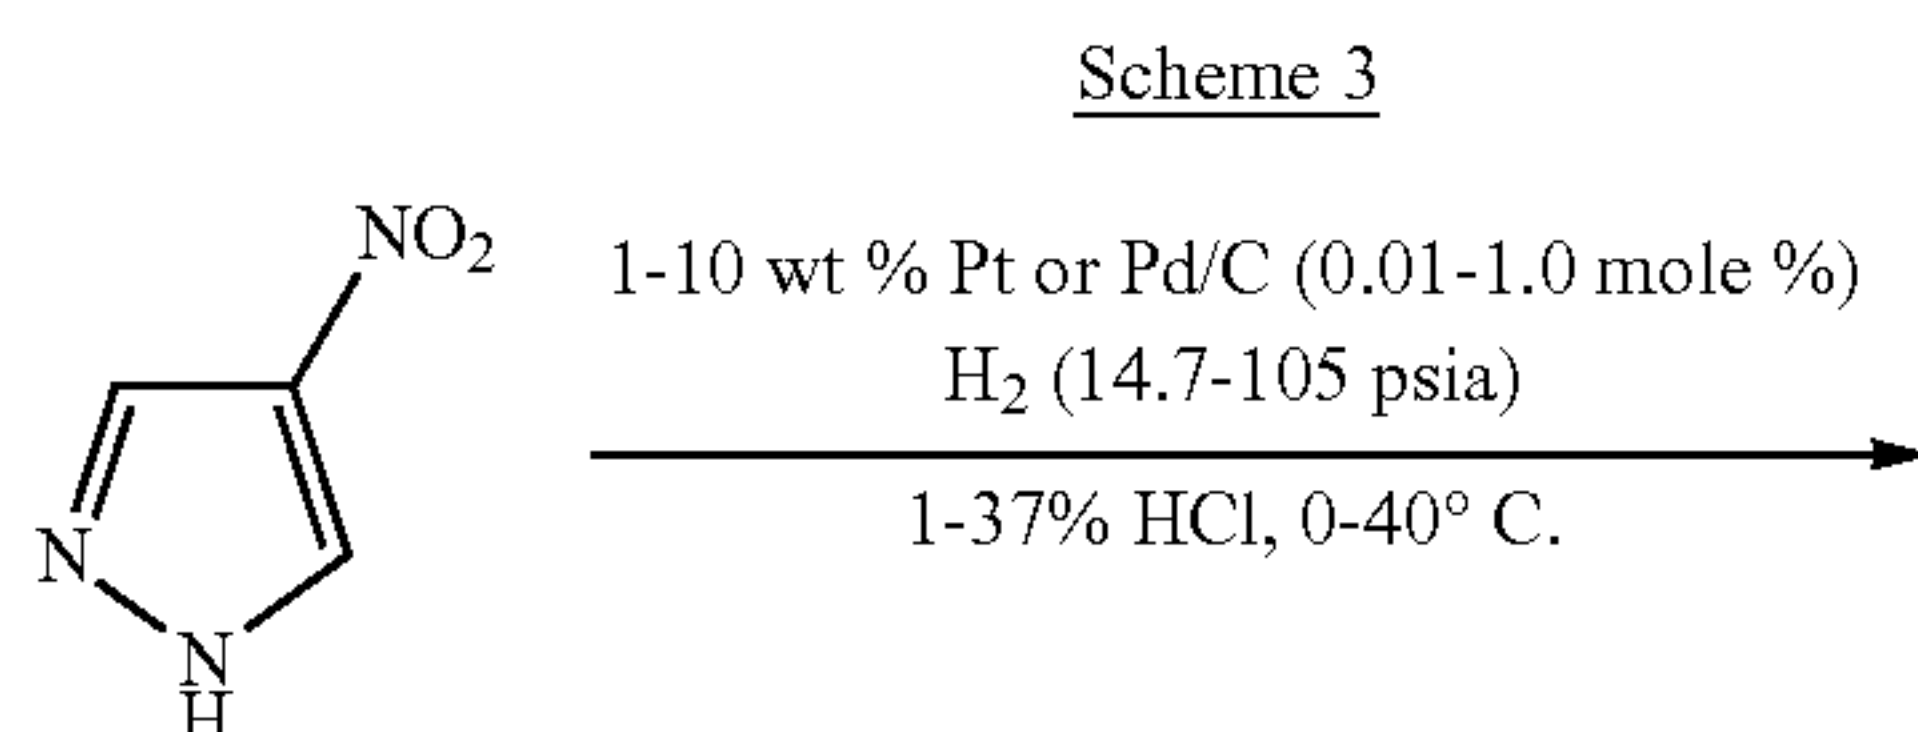 Scheme 3
NO2
1-10 wt % Pt or Pd/C (0.01-1.0 mole %)
H2 (14.7-105 psia)
1-37% HCl, 0-40° C.
N
N
H